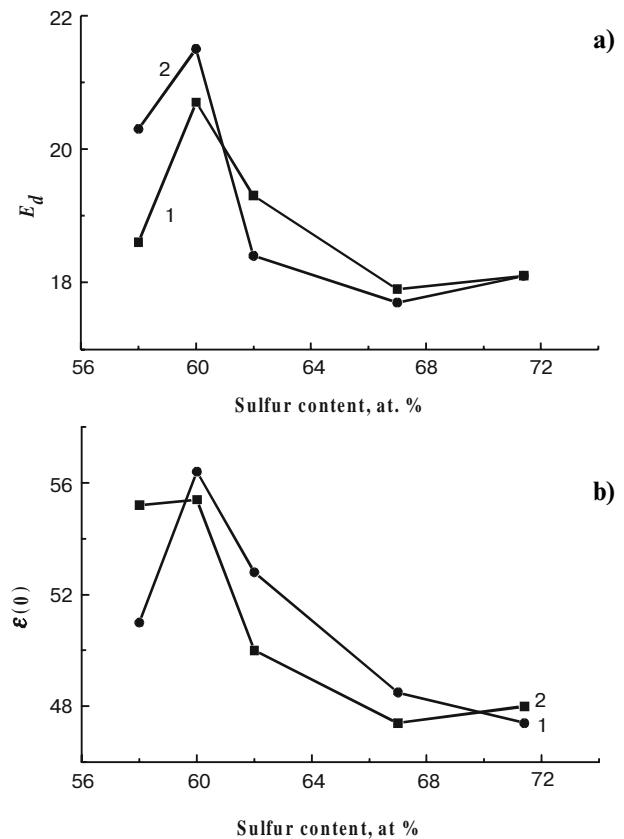 a)
22
20
18
E_d
2
1
56 60 64 68 72
Sulfur content, at. %
b)
56
52
48
ε(0)
2
1
56 60 64 68 72
Sulfur content, at %